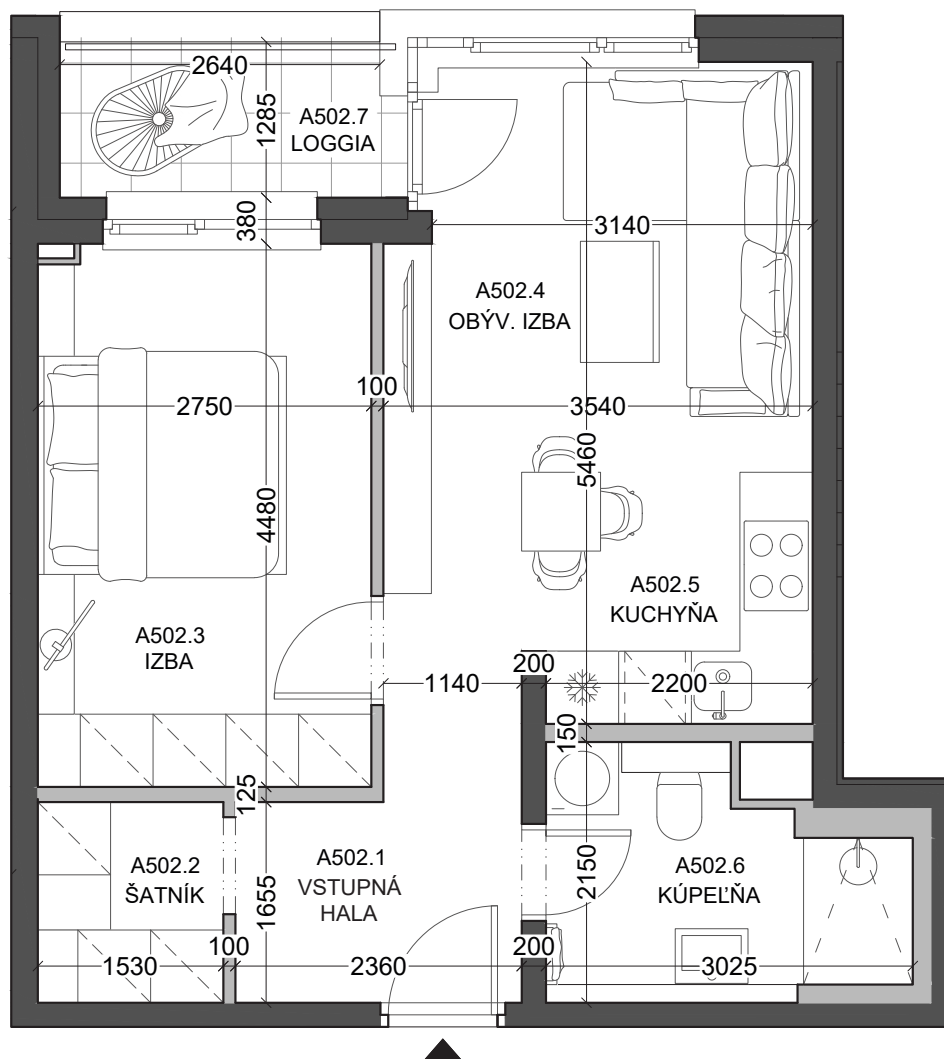 2640
1285
A502.7
LOGGIA
380
3140
A502.4
OBÝV. IZBA
100
2750
3540
5460
4480
A502.5
KUCHYŇA
A502.3
IZBA
200
1140
2200
150
125
A502.2
ŠATNÍK
A502.1
VSTUPNÁ
HALA
1655
2150
A502.6
KÚPEĽŇA
100
200
1530
2360
3025